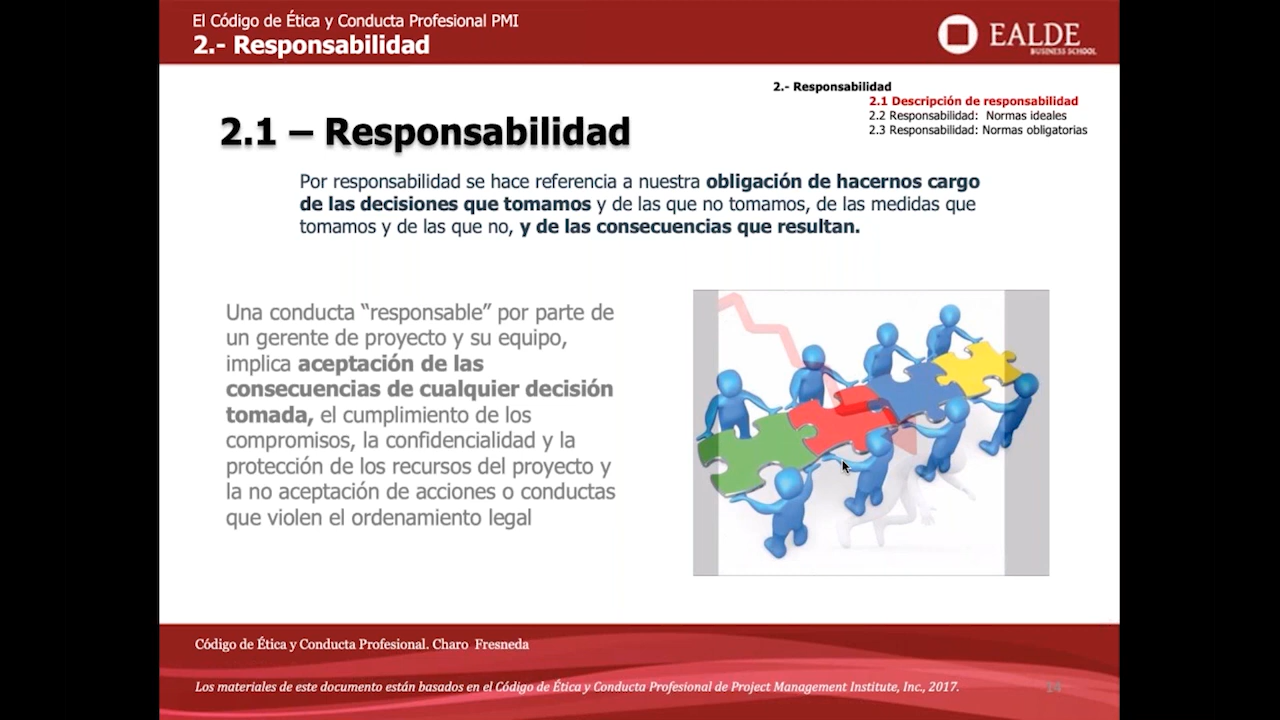 El Código de Ética y Conducta Profesional PMI
2.- Responsabilidad
EALDE
BUSINESS SCHOOL
2.- Responsabilidad
2.1 Descripción de responsabilidad
2.2 Responsabilidad: Normas ideales
2.3 Responsabilidad: Normas obligatorias
2.1 – Responsabilidad
Por responsabilidad se hace referencia a nuestra obligación de hacernos cargo
de las decisiones que tomamos y de las que no tomamos, de las medidas que
tomamos y de las que no, y de las consecuencias que resultan.
Una conducta “responsable” por parte de
un gerente de proyecto y su equipo,
implica aceptación de las
consecuencias de cualquier decisión
tomada, el cumplimiento de los
compromisos, la confidencialidad y la
protección de los recursos del proyecto y
la no aceptación de acciones o conductas
que violen el ordenamiento legal
Código de Ética y Conducta Profesional. Charo Fresneda
Los materiales de este documento están basados en el Código de Ética y Conducta Profesional de Project Management Institute, Inc., 2017.
14